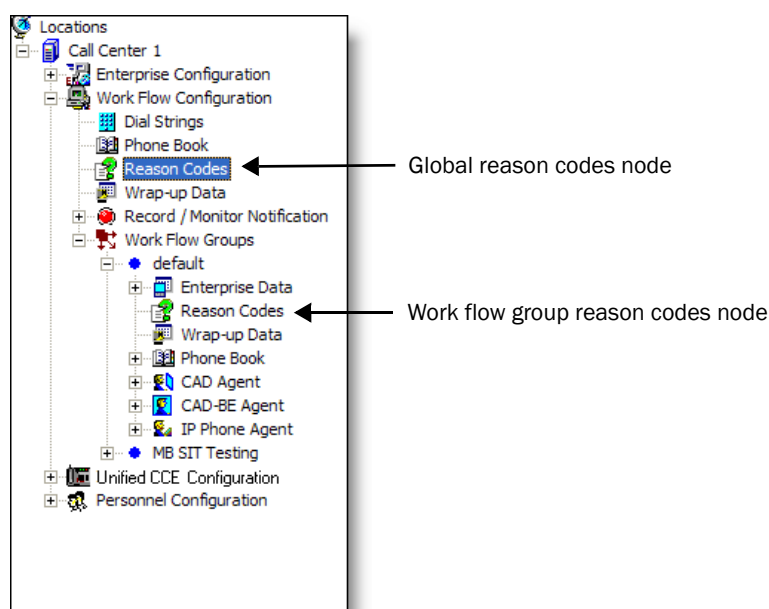 Locations
Call Center 1
Enterprise Configuration
Work Flow Configuration
Dial Strings
Phone Book
Reason Codes
Global reason codes node
Wrap-up Data
Record / Monitor Notification
Work Flow Groups
default
Enterprise Data
Reason Codes
Work flow group reason codes node
Wrap-up Data
Phone Book
CAD Agent
CAD-BE Agent
IP Phone Agent
MB SIT Testing
Unified CCE Configuration
Personnel Configuration